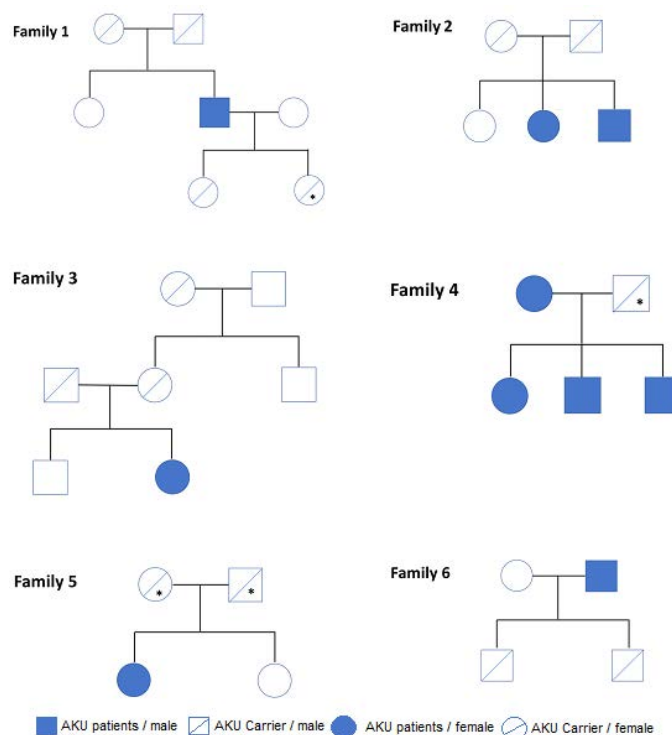 Family 1
Family 2
*
Family 3
Family 4
*
Family 5
* *
Family 6
AKU patients / male AKU Carrier / male AKU patients / female AKU Carrier / female